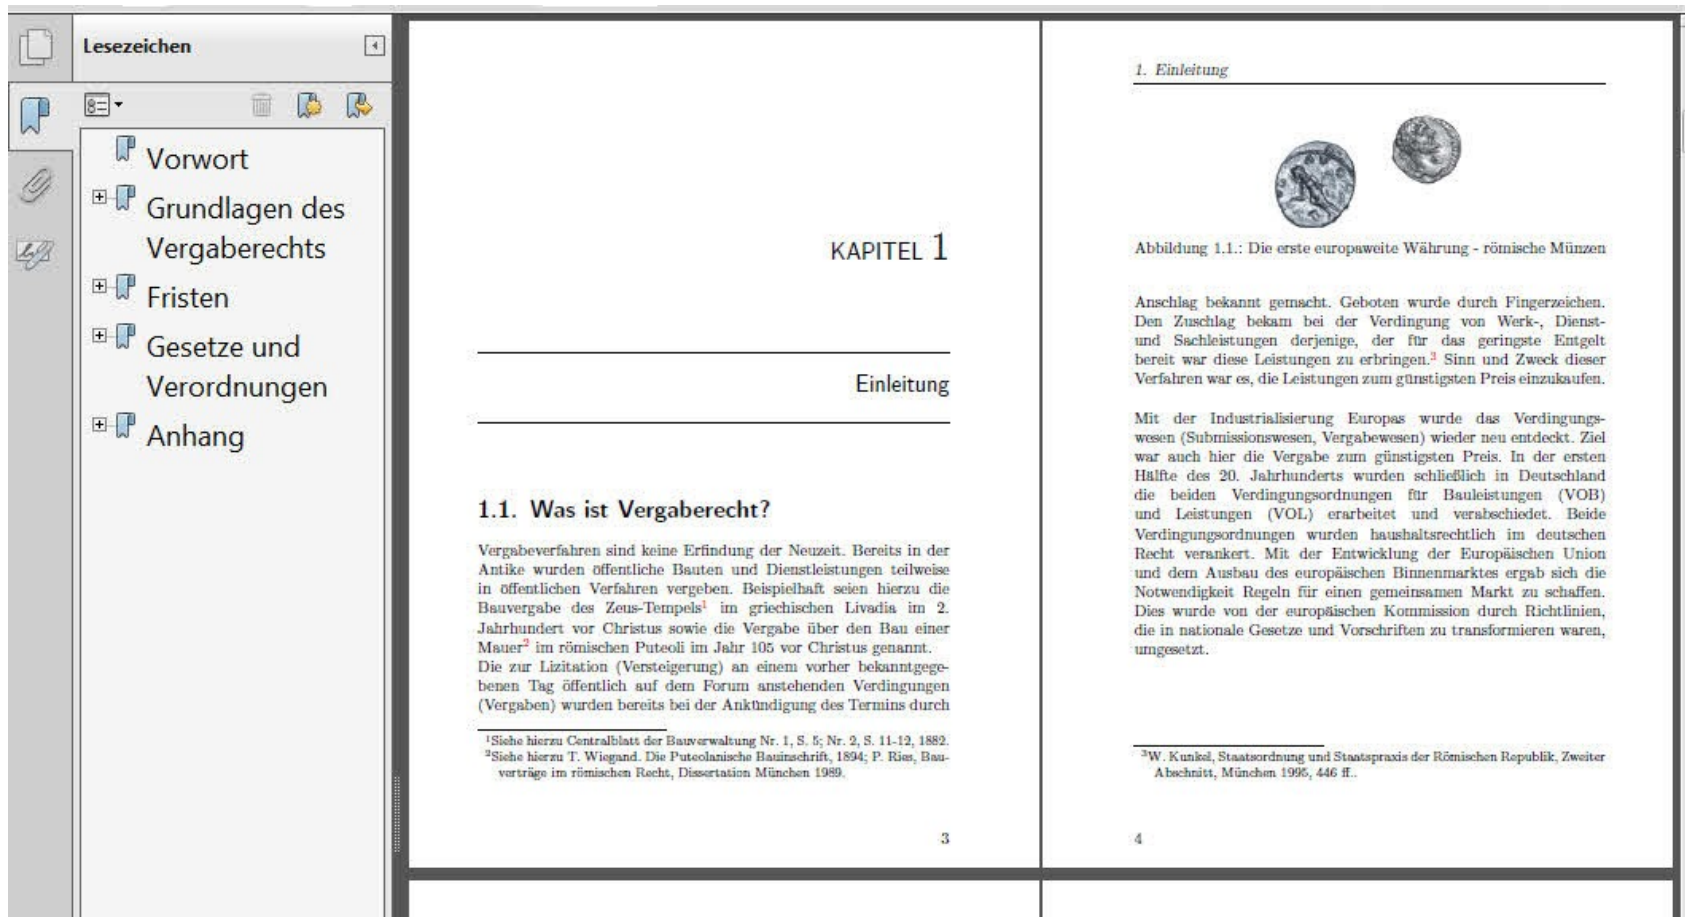 Lesezeichen
Vorwort
Grundlagen des
Vergaberechts
Fristen
Gesetze und
Verordnungen
Anhang
KAPITEL 1
Einleitung
1.1. Was ist Vergaberecht?
Vergabeverfahren sind keine Erfindung der Neuzeit. Bereits in der
Antike wurden öffentliche Bauten und Dienstleistungen teilweise
in öffentlichen Verfahren vergeben. Beispielhaft seien hierzu die
Bauvergabe des Zeus-Tempels¹ im griechischen Livadia im 2.
Jahrhundert vor Christus sowie die Vergabe über den Bau einer
Mauer² im römischen Puteoli im Jahr 105 vor Christus genannt.
Die zur Lizitation (Versteigerung) an einem vorher bekanntgege-
benen Tag öffentlich auf dem Forum anstehenden Verdingungen
(Vergaben) wurden bereits bei der Ankündigung des Termins durch
¹Siehe hierzu Centralblatt der Bauverwaltung Nr. 1, S. 5; Nr. 2, S. 11-12, 1882.
²Siehe hierzu T. Wiegand. Die Puteolanische Bauinschrift, 1894; P. Ries, Bau-
verträge im römischen Recht, Dissertation München 1989.
3
1. Einleitung
Abbildung 1.1.: Die erste europaweite Währung - römische Münzen
Anschlag bekannt gemacht. Geboten wurde durch Fingerzeichen.
Den Zuschlag bekam bei der Verdingung von Werk-, Dienst-
und Sachleistungen derjenige, der für das geringste Entgelt
bereit war diese Leistungen zu erbringen.³ Sinn und Zweck dieser
Verfahren war es, die Leistungen zum günstigsten Preis einzukaufen.
Mit der Industrialisierung Europas wurde das Verdingungs-
wesen (Submissionswesen, Vergabewesen) wieder neu entdeckt. Ziel
war auch hier die Vergabe zum günstigsten Preis. In der ersten
Hälfte des 20. Jahrhunderts wurden schließlich in Deutschland
die beiden Verdingungsordnungen für Bauleistungen (VOB)
und Leistungen (VOL) erarbeitet und verabschiedet. Beide
Verdingungsordnungen wurden haushaltsrechtlich im deutschen
Recht verankert. Mit der Entwicklung der Europäischen Union
und dem Ausbau des europäischen Binnenmarktes ergab sich die
Notwendigkeit Regeln für einen gemeinsamen Markt zu schaffen.
Dies wurde von der europäischen Kommission durch Richtlinien,
die in nationale Gesetze und Vorschriften zu transformieren waren,
umgesetzt.
³W. Kunkel, Staatsordnung und Staatspraxis der Römischen Republik, Zweiter
Abschnitt, München 1995, 446 ff..
4